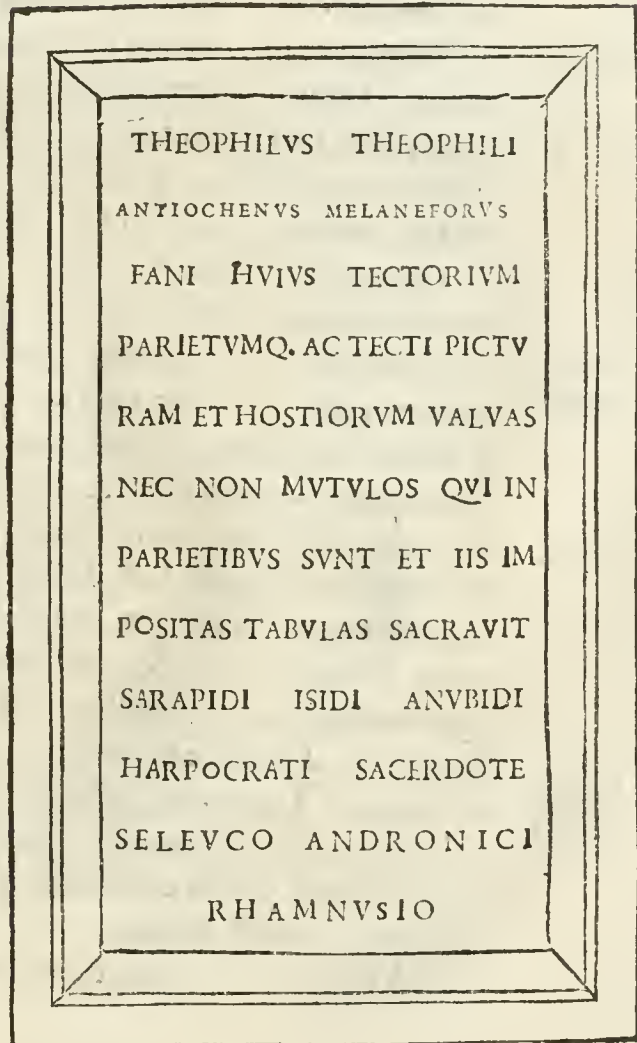 THEOPHILVS THEOPHILI
ANTIOCHENVS MELANEFORVS
FANI HVIVS TECTORIVM
PARIETVMQ. AC TECTI PICTV
RAM ET HOSTIORVM VALVAS
NEC NON MVTVLOS QVI IN
PARIETIBVS SVNT ET IIS IM
POSITAS TABVLAS SACRAVIT
SARAPIDI ISIDI ANVBIDI
HARPOCRATI SACERDOTE
SELEVCO ANDRONICI
RHAMNVSIO